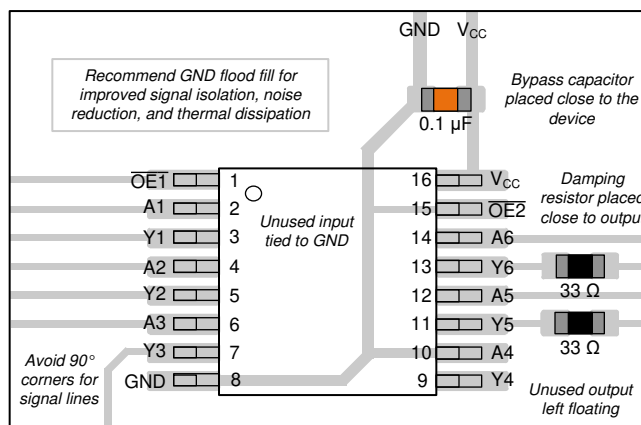 GND
VCC
Recommend GND flood fill for
improved signal isolation, noise
reduction, and thermal dissipation
Bypass capacitor
placed close to the
device
0.1 µF
OE1
1
16
VCC
A1
2
15
OE2
Y1
3
14
A6
A2
4
13
Y6
Y2
5
12
A5
A3
6
11
Y5
Y3
7
10
A4
GND
8
9
Y4
Unused input
tied to GND
Damping
resistor placed
close to output
33 Ω
33 Ω
Avoid 90°
corners for
signal lines
Unused output
left floating